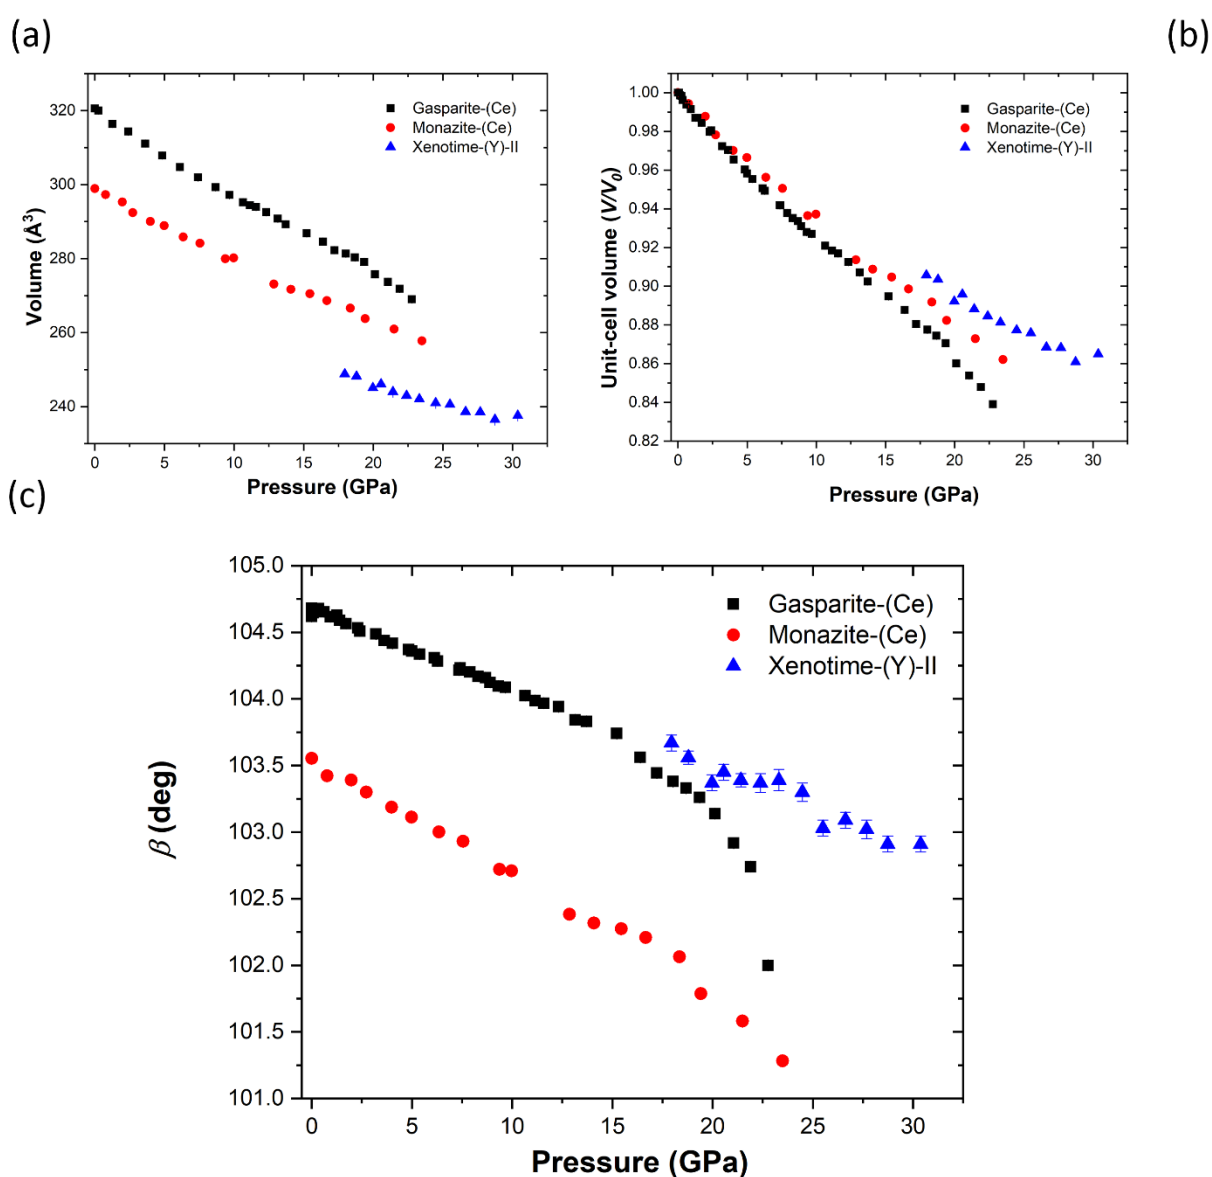 (a)
(b)
320
300
280
260
240
Volume (Å³)
0 5 10 15 20 25 30
Pressure (GPa)
Gasparite-(Ce)
Monazite-(Ce)
Xenotime-(Y)-II
1.00
0.98
0.96
0.94
0.92
0.90
0.88
0.86
0.84
0.82
Unit-cell volume (V/V₀)
0 5 10 15 20 25 30
Pressure (GPa)
Gasparite-(Ce)
Monazite-(Ce)
Xenotime-(Y)-II
(c)
105.0
104.5
104.0
103.5
103.0
102.5
102.0
101.5
101.0
β (deg)
Gasparite-(Ce)
Monazite-(Ce)
Xenotime-(Y)-II
0 5 10 15 20 25 30
Pressure (GPa)